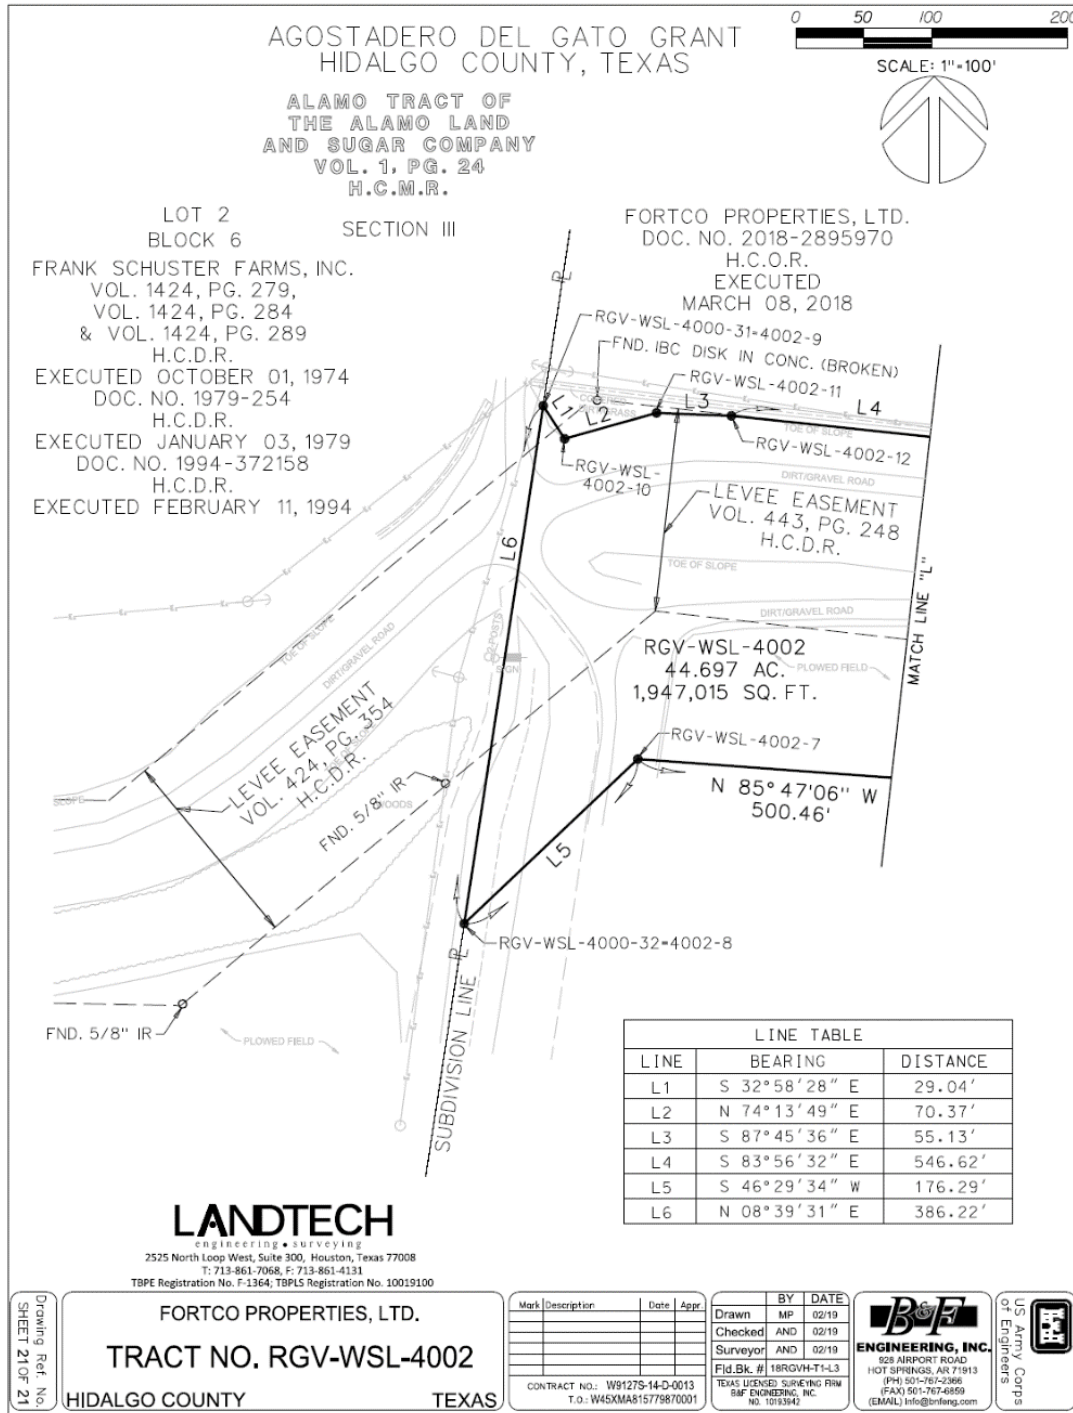 AGOSTADERO DEL GATO GRANT
HIDALGO COUNTY, TEXAS
0 50 100 200
SCALE: 1"=100'
ALAMO TRACT OF
THE ALAMO LAND
AND SUGAR COMPANY
VOL. 1, PG. 24
H.C.M.R.
LOT 2
BLOCK 6
SECTION III
FRANK SCHUSTER FARMS, INC.
VOL. 1424, PG. 279,
VOL. 1424, PG. 284
& VOL. 1424, PG. 289
H.C.D.R.
EXECUTED OCTOBER 01, 1974
DOC. NO. 1979-254
H.C.D.R.
EXECUTED JANUARY 03, 1979
DOC. NO. 1994-372158
H.C.D.R.
EXECUTED FEBRUARY 11, 1994
FORTCO PROPERTIES, LTD.
DOC. NO. 2018-2895970
H.C.O.R.
EXECUTED
MARCH 08, 2018
PL
RGV-WSL-4000-31=4002-9
FND. IBC DISK IN CONC. (BROKEN)
RGV-WSL-4002-11
L1
L2
L3
L4
TOE OF SLOPE
RGV-WSL-4002-12
RGV-WSL-
4002-10
DIRT/GRAVEL ROAD
LEVEE EASEMENT
VOL. 443, PG. 248
H.C.D.R.
L6
TOE OF SLOPE
MATCH LINE "L"
DIRT/GRAVEL ROAD
2-POSTS
SIGN
RGV-WSL-4002
44.697 AC.
1,947,015 SQ. FT.
PLOWED FIELD
TOE OF SLOPE
DIRT/GRAVEL ROAD
LEVEE EASEMENT
VOL. 424, PG. 354
H.C.D.R.
SLOPE
WOODS
FND. 5/8" IR
RGV-WSL-4002-7
N 85°47'06" W
500.46'
L5
RGV-WSL-4000-32=4002-8
PL
SUBDIVISION LINE
FND. 5/8" IR
PLOWED FIELD
LINE TABLE
LINE BEARING DISTANCE
L1 S 32°58'28" E 29.04'
L2 N 74°13'49" E 70.37'
L3 S 87°45'36" E 55.13'
L4 S 83°56'32" E 546.62'
L5 S 46°29'34" W 176.29'
L6 N 08°39'31" E 386.22'
LANDTECH
engineering • surveying
2525 North Loop West, Suite 300, Houston, Texas 77008
T: 713-861-7068, F: 713-861-4131
TBPE Registration No. F-1364; TBPLS Registration No. 10019100
Drawing Ref. No.
SHEET 21 OF 21
FORTCO PROPERTIES, LTD.
TRACT NO. RGV-WSL-4002
HIDALGO COUNTY TEXAS
Mark Description Date Appr.
CONTRACT NO.: W9127S-14-D-0013
T.O.: W45XMA815779870001
BY DATE
Drawn MP 02/19
Checked AND 02/19
Surveyor AND 02/19
Fld.Bk. # 18RGVH-T1-L3
TEXAS LICENSED SURVEYING FIRM
B&F ENGINEERING, INC.
NO. 10193942
B&F
ENGINEERING, INC.
928 AIRPORT ROAD
HOT SPRINGS, AR 71913
(PH) 501-767-2366
(FAX) 501-767-6859
(EMAIL) info@bnfeng.com
US Army Corps
of Engineers